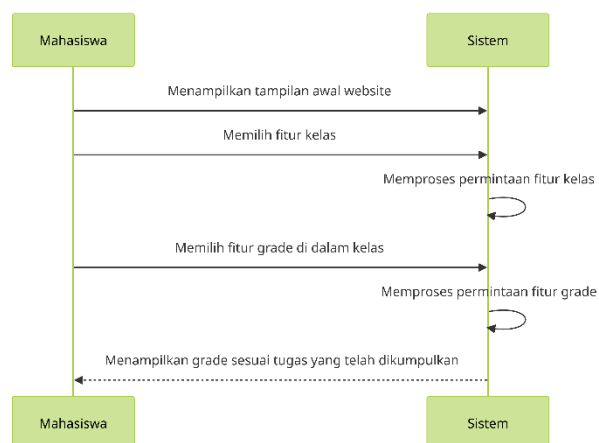 Mahasiswa
Sistem
Menampilkan tampilan awal website
Memilih fitur kelas
Memproses permintaan fitur kelas
Memilih fitur grade di dalam kelas
Memproses permintaan fitur grade
Menampilkan grade sesuai tugas yang telah dikumpulkan
Mahasiswa
Sistem